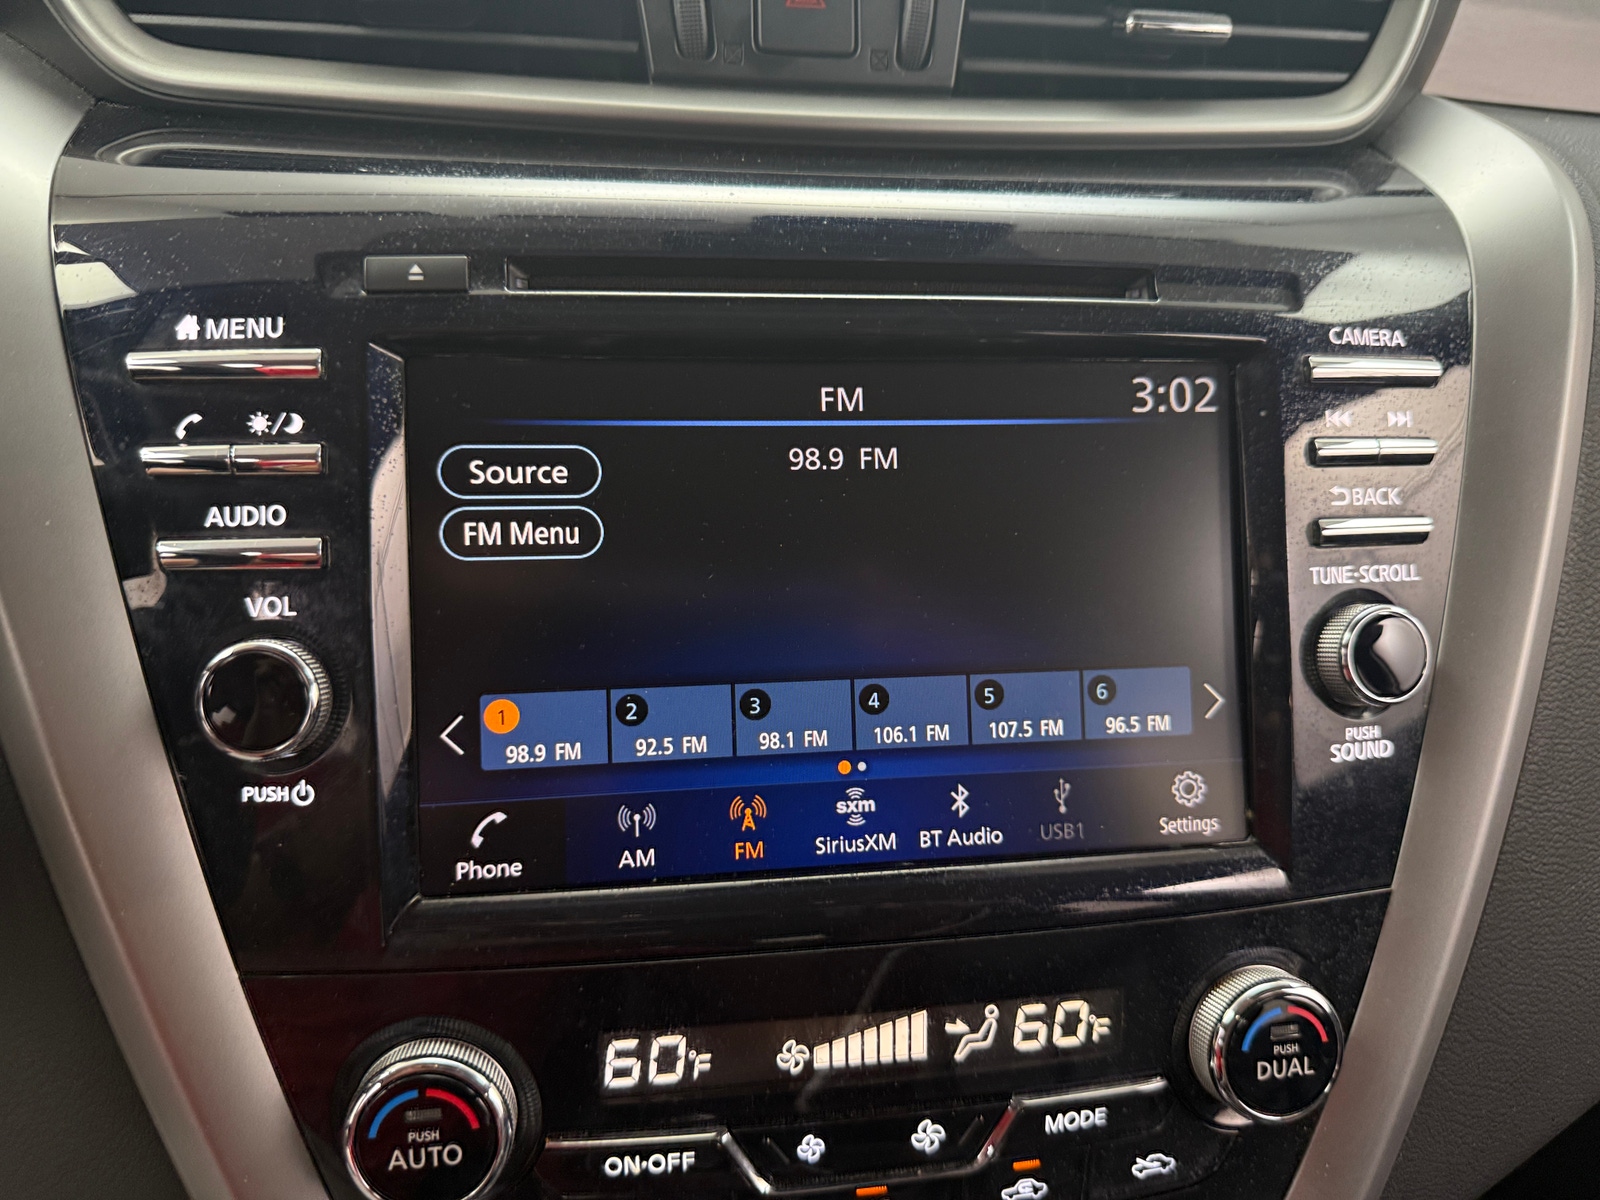 MENU
CAMERA
FM
3:02
Source
98.9 FM
FM Menu
BACK
AUDIO
TUNE·SCROLL
VOL
1
2
3
4
5
6
98.9 FM
92.5 FM
98.1 FM
106.1 FM
107.5 FM
96.5 FM
PUSH
SOUND
PUSH
Phone
AM
FM
sxm
SiriusXM
BT Audio
USB1
Settings
60°F
60°F
PUSH
DUAL
PUSH
AUTO
ON·OFF
MODE